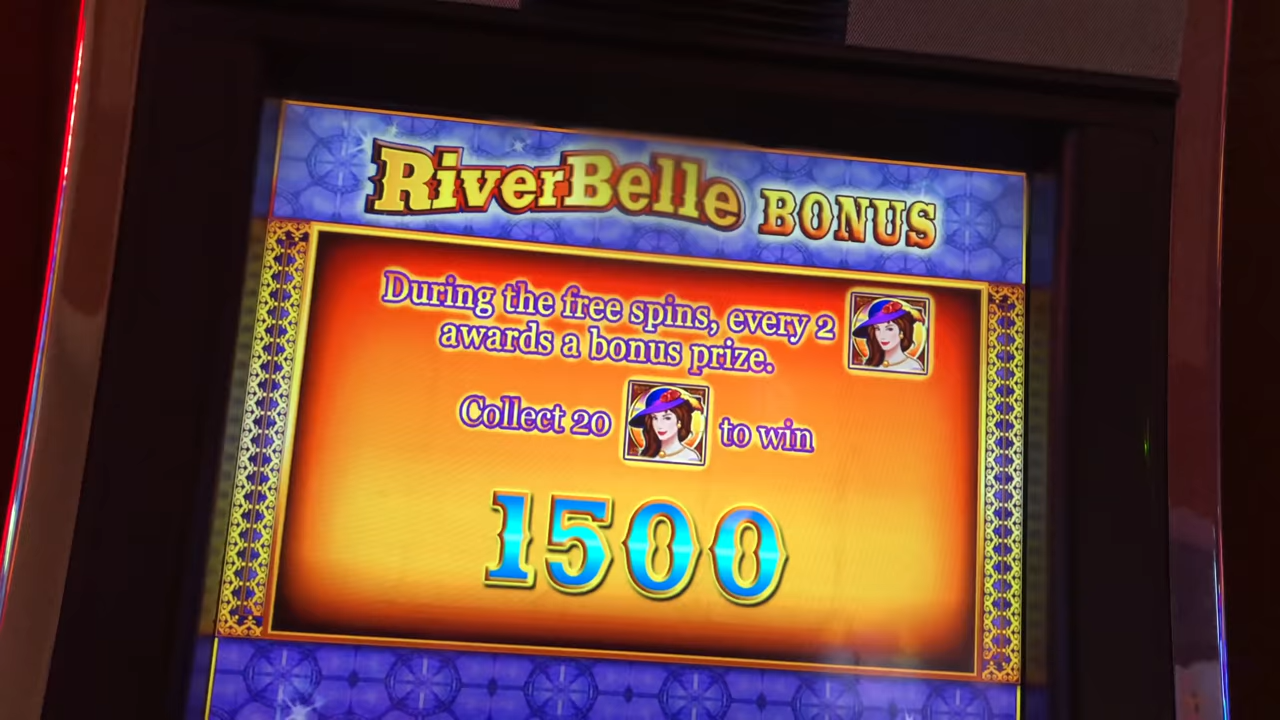 RiverBelle BONUS
During the free spins, every 2
awards a bonus prize.
Collect 20 to win
1500